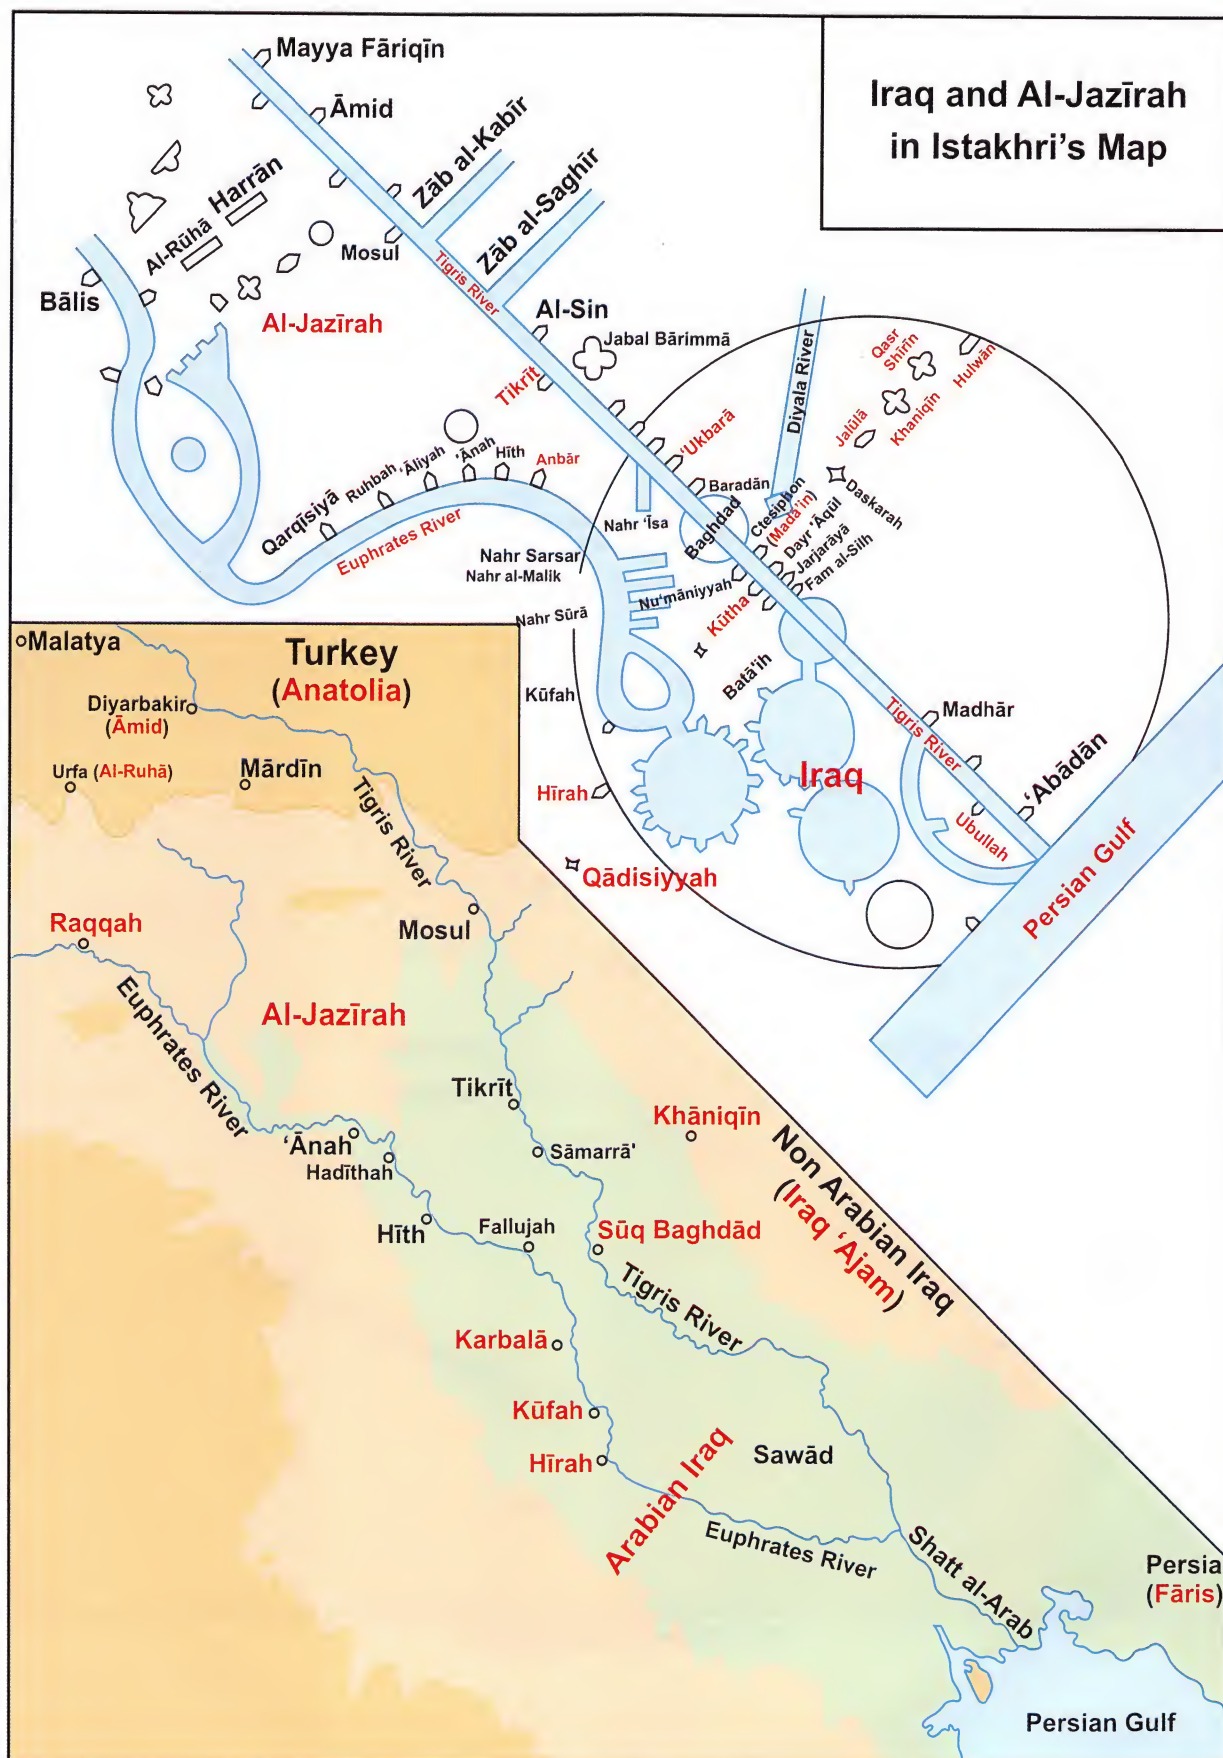 Iraq and Al-Jazīrah
in Istakhri's Map
Mayya Fāriqīn
Āmid
Zāb al-Kabīr
Zāb al-Saghīr
Harrān
Al-Rūhā
Mosul
Bālis
Al-Jazīrah
Tigris River
Al-Sin
Jabal Bārimmā
Tikrīt
Diyala River
Qasr
Shīrīn
Hulwān
Khaniqīn
Jalūlā
Daskarah
'Ukbarā
Baradān
Baghdad
Ctesiphon
(Madā'in)
Dayr 'Āqūl
Jarjarāyā
Fam al-Silh
Qarqīsiyā
Ruhbah
'Āliyah
'Ānah
Hīth
Anbār
Euphrates River
Nahr 'Īsa
Nahr Sarsar
Nahr al-Malik
Nahr Sūrā
Nu'māniyyah
Kūtha
Batā'ih
Kūfah
Hīrah
Qādisiyyah
Iraq
Tigris River
Madhār
'Abādān
Ubullah
Persian Gulf
Malatya
Turkey
(Anatolia)
Diyarbakir
(Āmid)
Urfa (Al-Ruhā)
Mārdīn
Tigris River
Mosul
Raqqah
Euphrates River
Al-Jazīrah
Tikrīt
Sāmarrā'
Khāniqīn
Non Arabian Iraq
(Iraq 'Ajam)
'Ānah
Hadīthah
Hīth
Fallujah
Sūq Baghdād
Tigris River
Karbalā
Kūfah
Hīrah
Arabian Iraq
Sawād
Euphrates River
Shatt al-Arab
Persia
(Fāris)
Persian Gulf